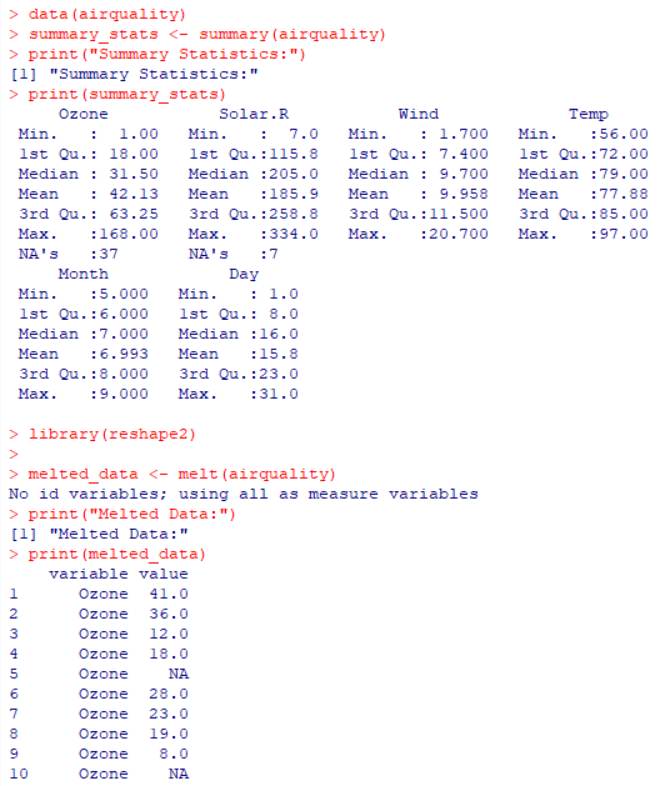 > data(airquality)
> summary_stats <- summary(airquality)
> print("Summary Statistics:")
[1] "Summary Statistics:"
> print(summary_stats)
     Ozone           Solar.R           Wind             Temp      
 Min.   :  1.00   Min.   :  7.0   Min.   : 1.700   Min.   :56.00  
 1st Qu.: 18.00   1st Qu.:115.8   1st Qu.: 7.400   1st Qu.:72.00  
 Median : 31.50   Median :205.0   Median : 9.700   Median :79.00  
 Mean   : 42.13   Mean   :185.9   Mean   : 9.958   Mean   :77.88  
 3rd Qu.: 63.25   3rd Qu.:258.8   3rd Qu.:11.500   3rd Qu.:85.00  
 Max.   :168.00   Max.   :334.0   Max.   :20.700   Max.   :97.00  
 NA's   :37       NA's   :7
     Month            Day      
 Min.   :5.000   Min.   : 1.0  
 1st Qu.:6.000   1st Qu.: 8.0  
 Median :7.000   Median :16.0  
 Mean   :6.993   Mean   :15.8  
 3rd Qu.:8.000   3rd Qu.:23.0  
 Max.   :9.000   Max.   :31.0  
> library(reshape2)
>
> melted_data <- melt(airquality)
No id variables; using all as measure variables
> print("Melted Data:")
[1] "Melted Data:"
> print(melted_data)
    variable value
1      Ozone  41.0
2      Ozone  36.0
3      Ozone  12.0
4      Ozone  18.0
5      Ozone    NA
6      Ozone  28.0
7      Ozone  23.0
8      Ozone  19.0
9      Ozone   8.0
10     Ozone    NA